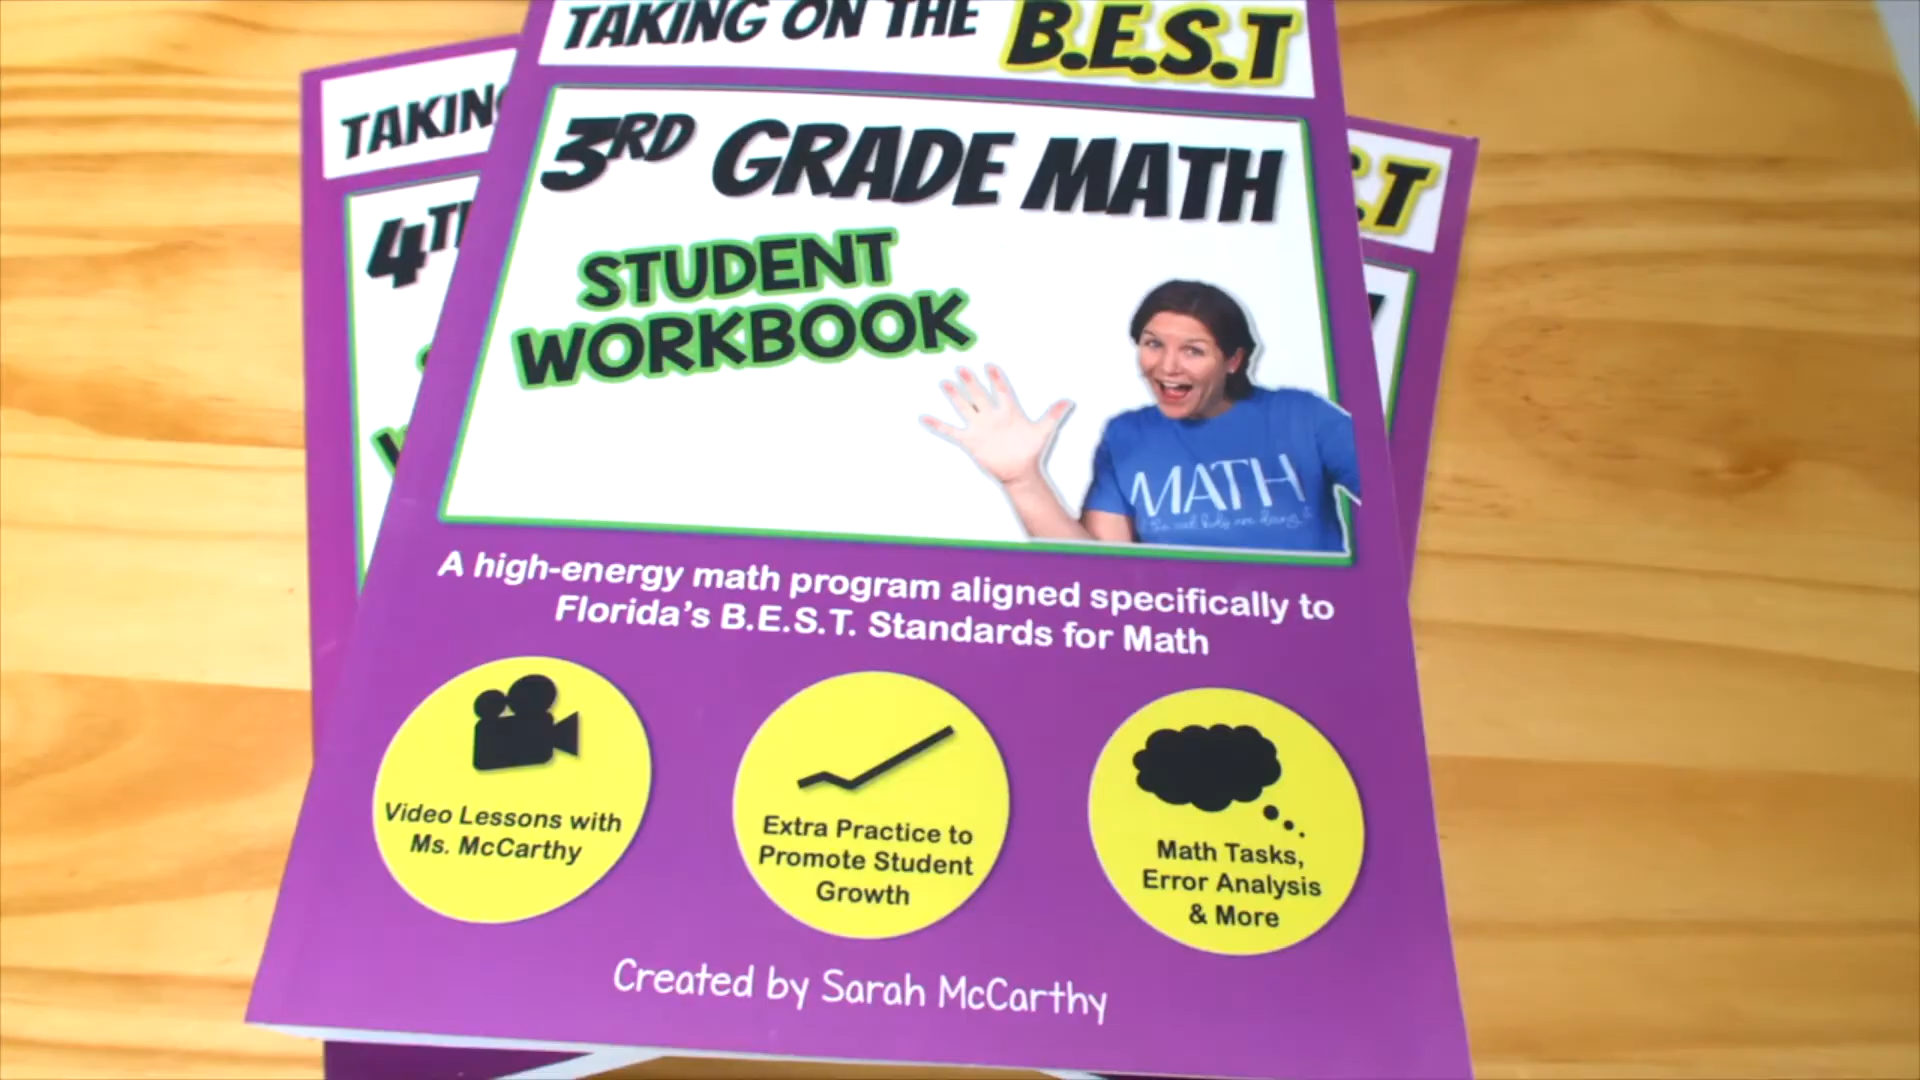 TAKING ON THE B.E.S.T
3RD GRADE MATH
STUDENT
WORKBOOK
MATH
A high-energy math program aligned specifically to
Florida's B.E.S.T. Standards for Math
Video Lessons with
Ms. McCarthy
Extra Practice to
Promote Student
Growth
Math Tasks,
Error Analysis
& More
Created by Sarah McCarthy
TAKING
4TH
.T